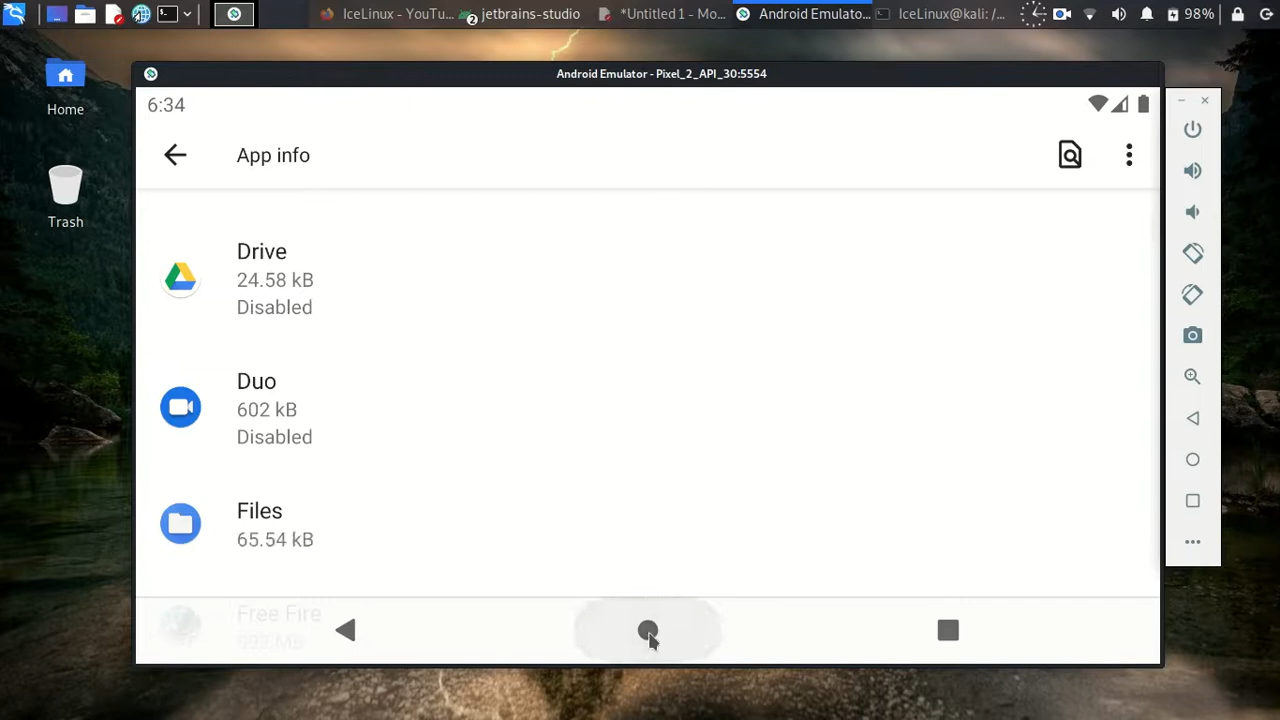 IceLinux - YouTu...
2
jetbrains-studio
*Untitled 1 - Mo...
Android Emulato...
IceLinux@kali: /...
98%
Home
Trash
Android Emulator - Pixel_2_API_30:5554
6:34
App info
Drive
24.58 kB
Disabled
Duo
602 kB
Disabled
Files
65.54 kB
Free Fire